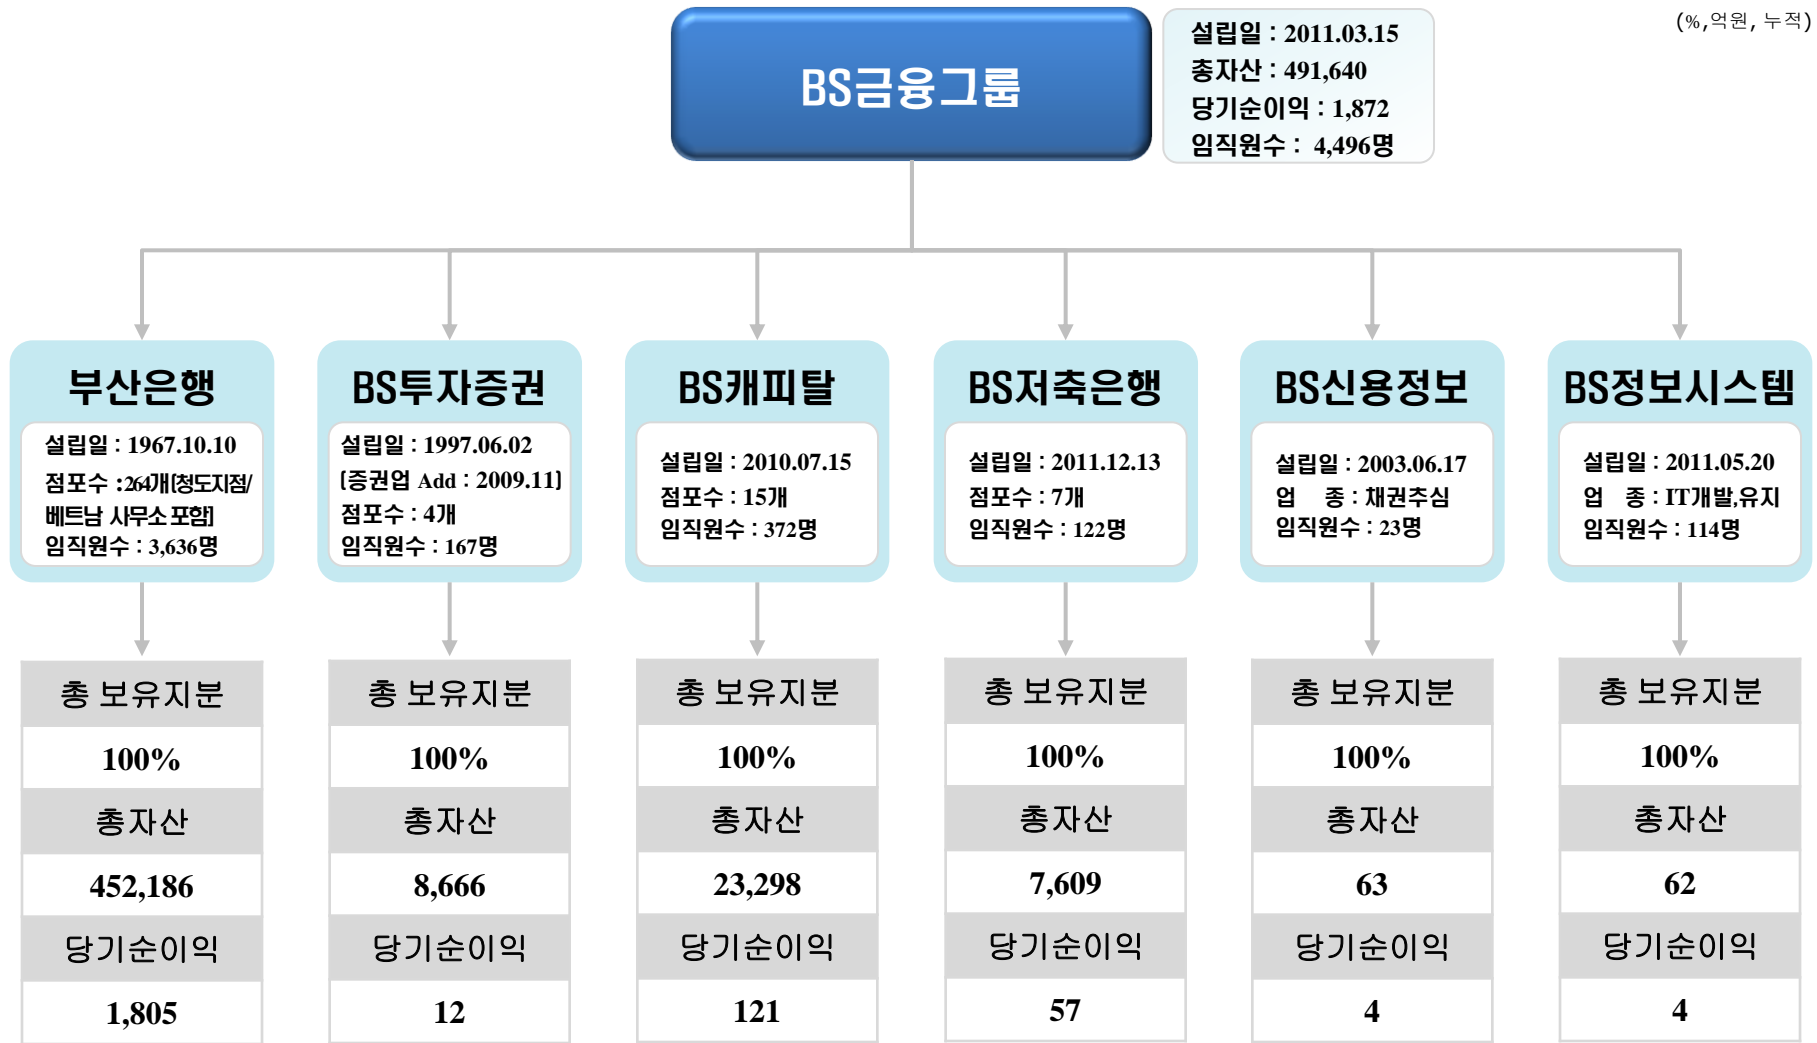 (%,억원, 누적)
BS금융그룹
설립일 : 2011.03.15
총자산 : 491,640
당기순이익 : 1,872
임직원수 : 4,496명
부산은행
설립일 : 1967.10.10
점포수 :264개(청도지점/
베트남 사무소 포함)
임직원수 : 3,636명
BS투자증권
설립일 : 1997.06.02
(증권업 Add : 2009.11)
점포수 : 4개
임직원수 : 167명
BS캐피탈
설립일 : 2010.07.15
점포수 : 15개
임직원수 : 372명
BS저축은행
설립일 : 2011.12.13
점포수 : 7개
임직원수 : 122명
BS신용정보
설립일 : 2003.06.17
업 종 : 채권추심
임직원수 : 23명
BS정보시스템
설립일 : 2011.05.20
업 종 : IT개발,유지
임직원수 : 114명
총 보유지분
100%
총자산
452,186
당기순이익
1,805
총 보유지분
100%
총자산
8,666
당기순이익
12
총 보유지분
100%
총자산
23,298
당기순이익
121
총 보유지분
100%
총자산
7,609
당기순이익
57
총 보유지분
100%
총자산
63
당기순이익
4
총 보유지분
100%
총자산
62
당기순이익
4